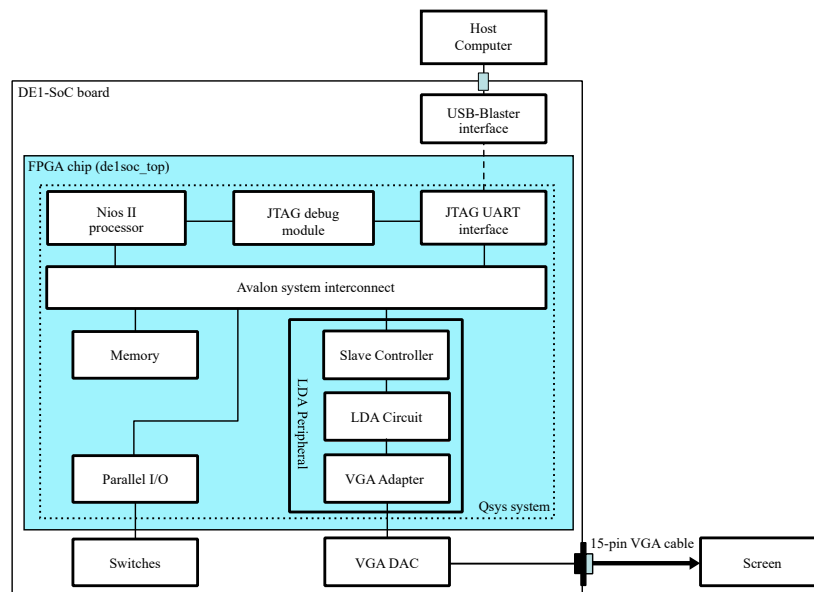 Host
Computer
DE1-SoC board
USB-Blaster
interface
FPGA chip (de1soc_top)
Nios II
processor
JTAG debug
module
JTAG UART
interface
Avalon system interconnect
Memory
Slave Controller
LDA Peripheral
LDA Circuit
Parallel I/O
VGA Adapter
Qsys system
Switches
VGA DAC
15-pin VGA cable
Screen